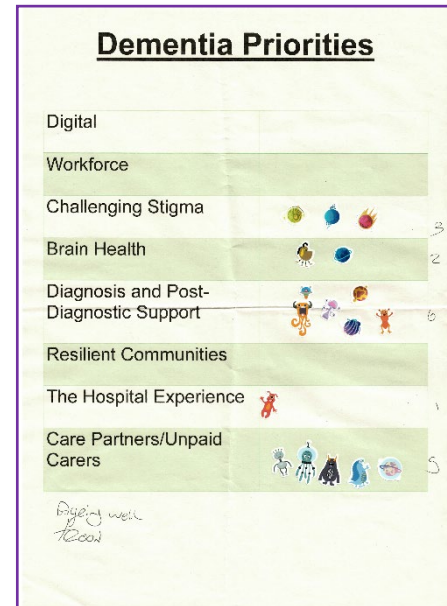 Dementia Priorities
Digital
Workforce
Challenging Stigma
3
Brain Health
2
Diagnosis and Post-
Diagnostic Support
6
Resilient Communities
The Hospital Experience
1
Care Partners/Unpaid
Carers
5
Ageing well